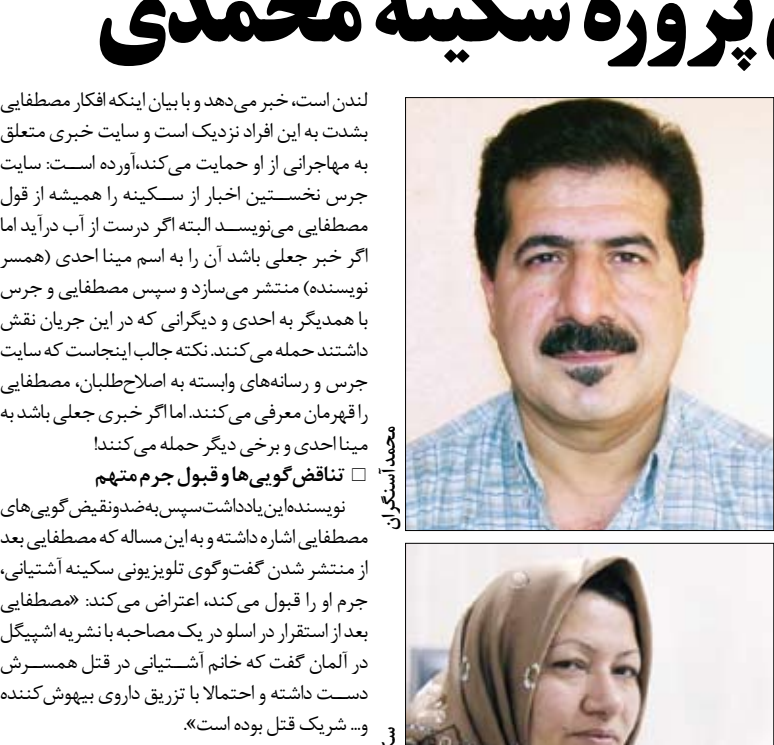 پروژه سکینه محمدی
لندن است، خبر می‌دهد و با بیان اینکه افکار مصطفایی
بشدت به این افراد نزدیک است و سایت خبری متعلق
به مهاجرانی از او حمایت می‌کند،آورده است: سایت
جرس نخستین اخبار از سکینه را همیشه از قول
مصطفایی می‌نویسد البته اگر درست از آب درآید اما
اگر خبر جعلی باشد آن را به اسم مینا احدی (همسر
نویسنده) منتشر می‌سازد و سپس مصطفایی و جرس
با همدیگر به احدی و دیگرانی که در این جریان نقش
داشتند حمله می‌کنند. نکته جالب اینجاست که سایت
جرس و رسانه‌های وابسته به اصلاح‌طلبان، مصطفایی
را قهرمان معرفی می‌کنند. اما اگر خبری جعلی باشد به
مینا احدی و برخی دیگر حمله می‌کنند!
□ تناقض‌گویی‌ها و قبول جرم متهم
نویسنده این یادداشت سپس به ضد و نقیض گویی‌های
مصطفایی اشاره داشته و به این مساله که مصطفایی بعد
از منتشر شدن گفت‌وگوی تلویزیونی سکینه آشتیانی،
جرم او را قبول می‌کند، اعتراض می‌کند: «مصطفایی
بعد از استقرار در اسلو در یک مصاحبه با نشریه اشپیگل
در آلمان گفت که خانم آشتیانی در قتل همسرش
دست داشته و احتمالا با تزریق داروی بیهوش کننده
و... شریک قتل بوده است».
محمد آسنگران